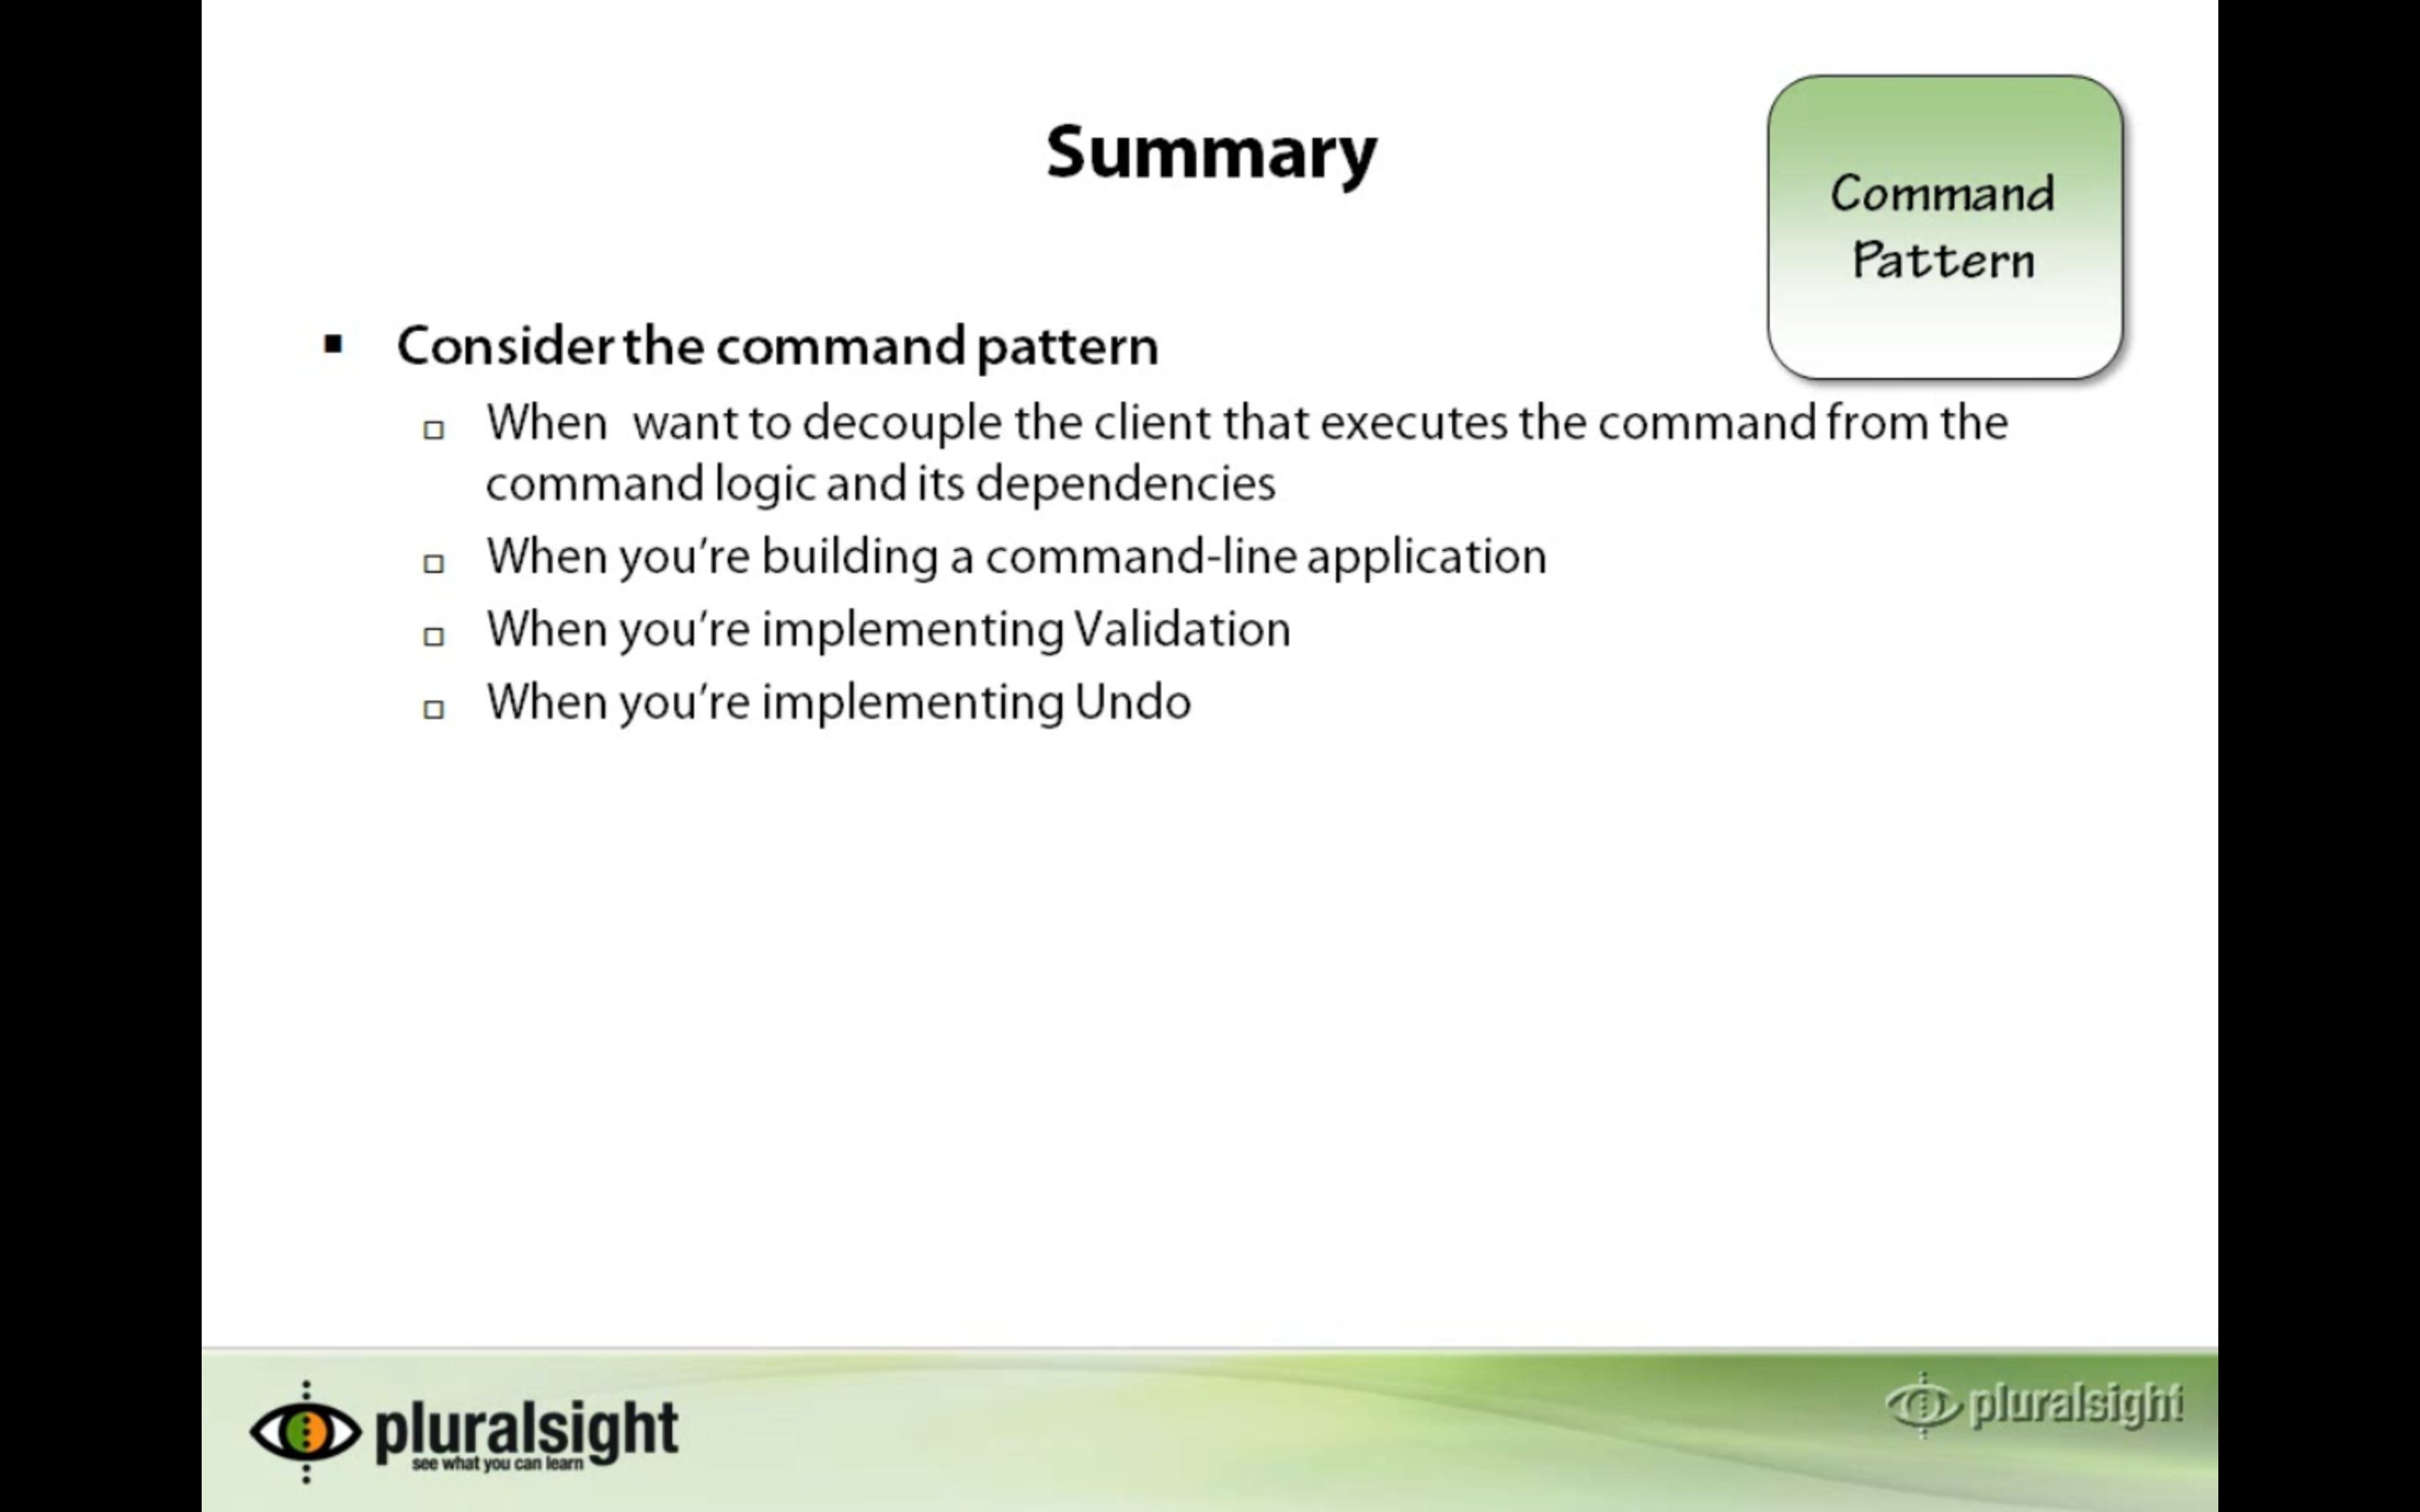 Summary
Command
Pattern
Consider the command pattern
When  want to decouple the client that executes the command from the
command logic and its dependencies
When you’re building a command-line application
When you’re implementing Validation
When you’re implementing Undo
pluralsight
see what you can learn
pluralsight